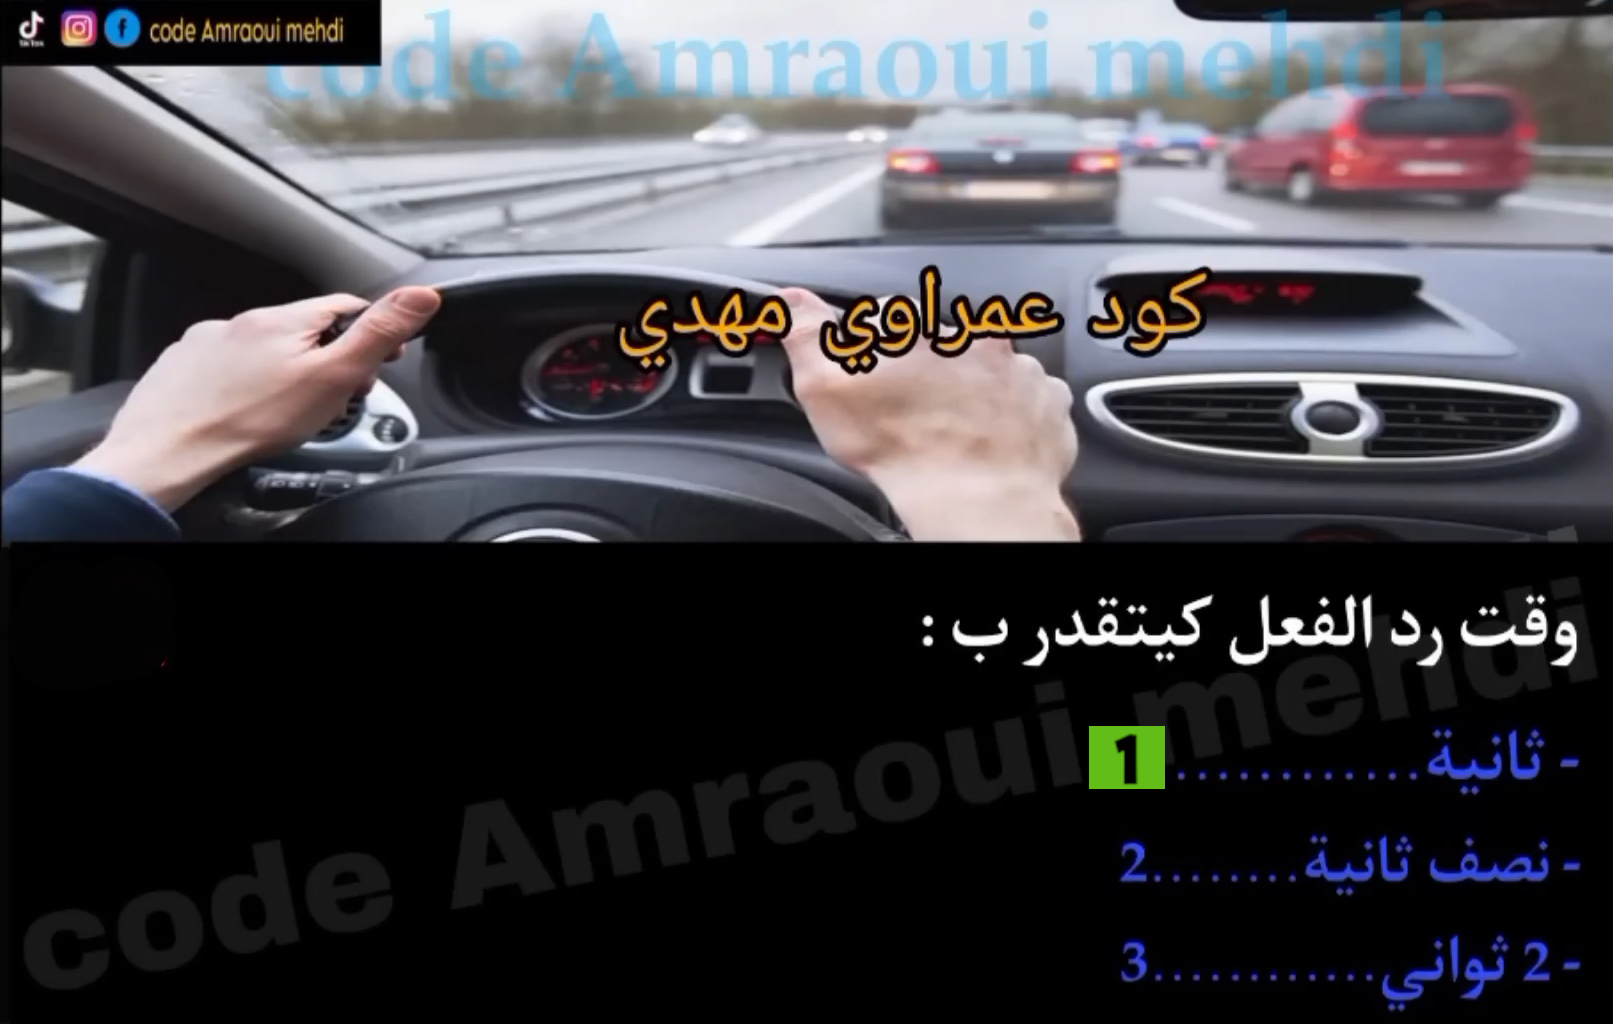 code Amraoui mehdi
code Amraoui mehdi
كود عمراوي مهدي
وقت رد الفعل كيتقدر ب :
- ثانية............ 1
- نصف ثانية........2
- 2 ثواني............3
code Amraoui mehdi